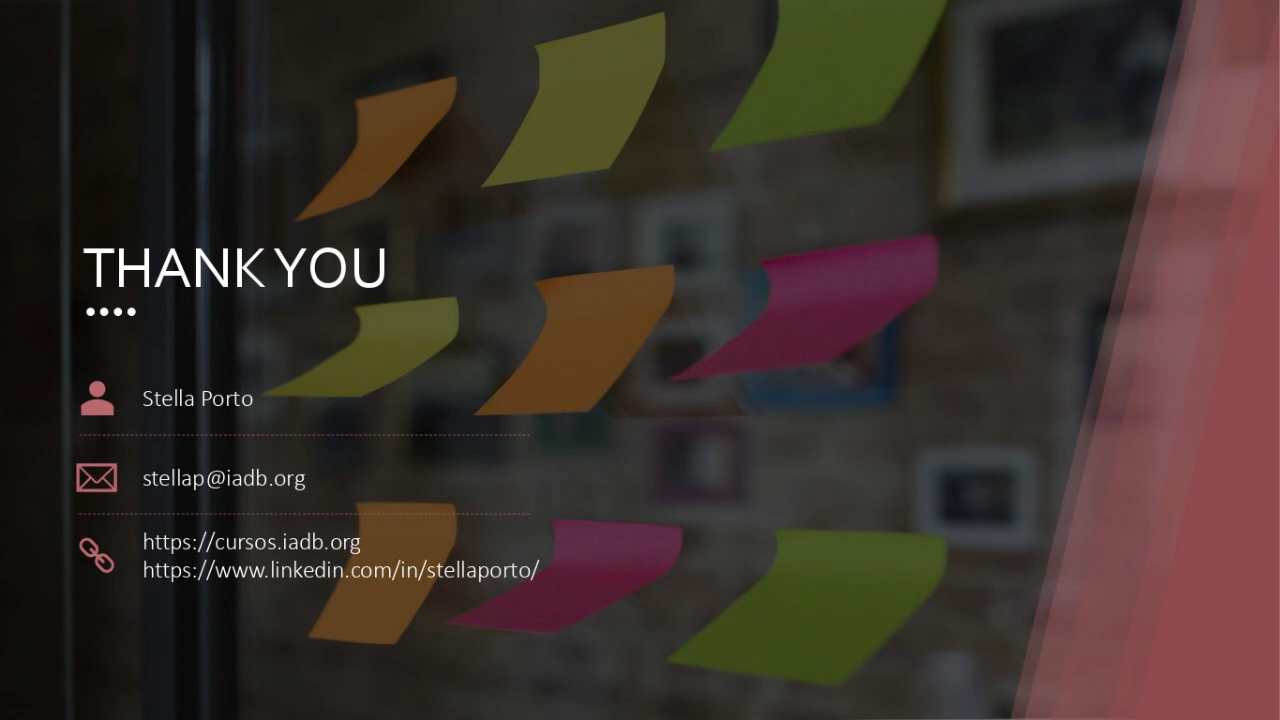 THANK YOU
Stella Porto
stellap@iadb.org
https://cursos.iadb.org
https://www.linkedin.com/in/stellaporto/